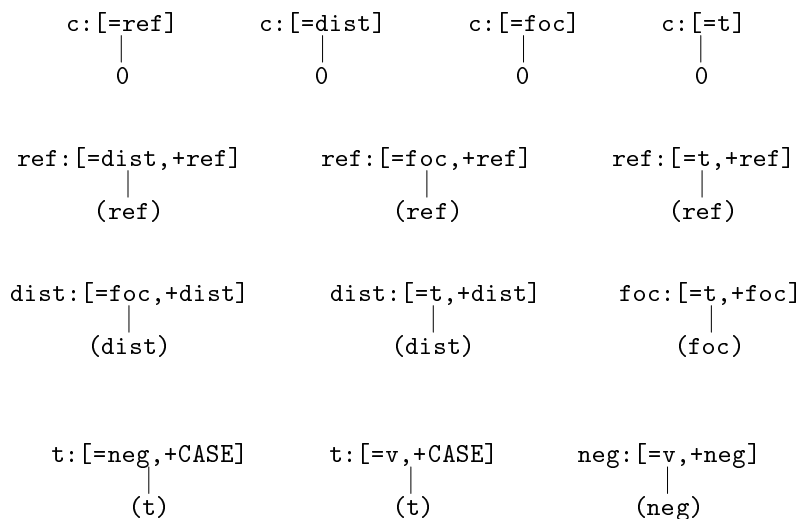 c:[=ref] c:[=dist] c:[=foc] c:[=t]
0 0 0 0
ref:[=dist,+ref] ref:[=foc,+ref] ref:[=t,+ref]
(ref) (ref) (ref)
dist:[=foc,+dist] dist:[=t,+dist] foc:[=t,+foc]
(dist) (dist) (foc)
t:[=neg,+CASE] t:[=v,+CASE] neg:[=v,+neg]
(t) (t) (neg)